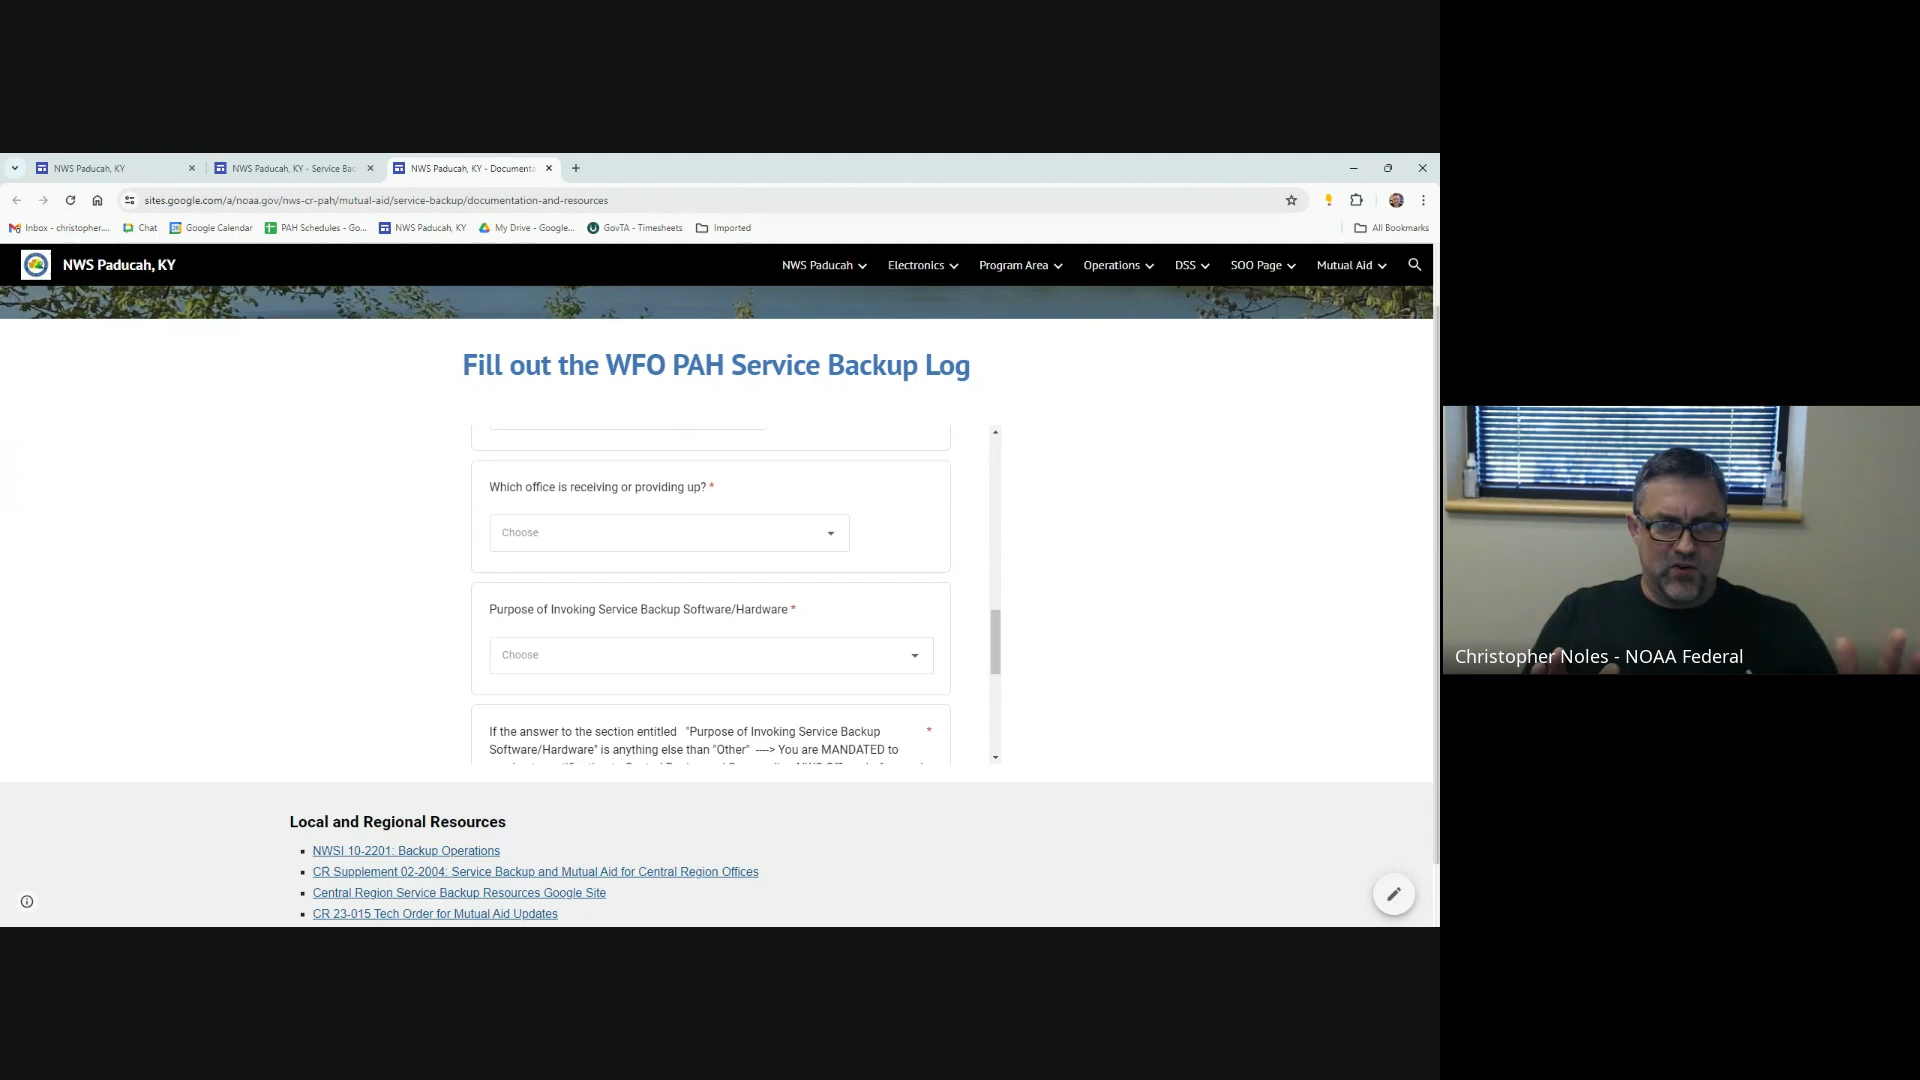 NWS Paducah, KY
NWS Paducah, KY - Service Bac
NWS Paducah, KY - Documenta
sites.google.com/a/noaa.gov/nws-cr-pah/mutual-aid/service-backup/documentation-and-resources
Inbox - christopher....
Chat
Google Calendar
PAH Schedules - Go...
NWS Paducah, KY
My Drive - Google...
GovTA - Timesheets
Imported
All Bookmarks
NWS Paducah, KY
NWS Paducah
Electronics
Program Area
Operations
DSS
SOO Page
Mutual Aid
Fill out the WFO PAH Service Backup Log
Which office is receiving or providing up? *
Choose
Purpose of Invoking Service Backup Software/Hardware *
Choose
If the answer to the section entitled "Purpose of Invoking Service Backup *
Software/Hardware" is anything else than "Other" ----> You are MANDATED to
Local and Regional Resources
NWSI 10-2201: Backup Operations
CR Supplement 02-2004: Service Backup and Mutual Aid for Central Region Offices
Central Region Service Backup Resources Google Site
CR 23-015 Tech Order for Mutual Aid Updates
Christopher Noles - NOAA Federal